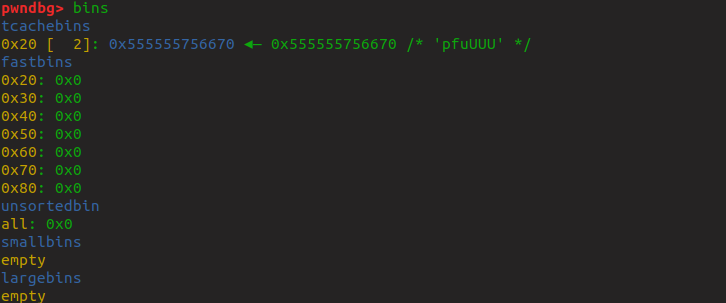 pwndbg> bins
tcachebins
0x20 [  2]: 0x555555756670 ◂— 0x555555756670 /* 'pfuUUU' */
fastbins
0x20: 0x0
0x30: 0x0
0x40: 0x0
0x50: 0x0
0x60: 0x0
0x70: 0x0
0x80: 0x0
unsortedbin
all: 0x0
smallbins
empty
largebins
empty